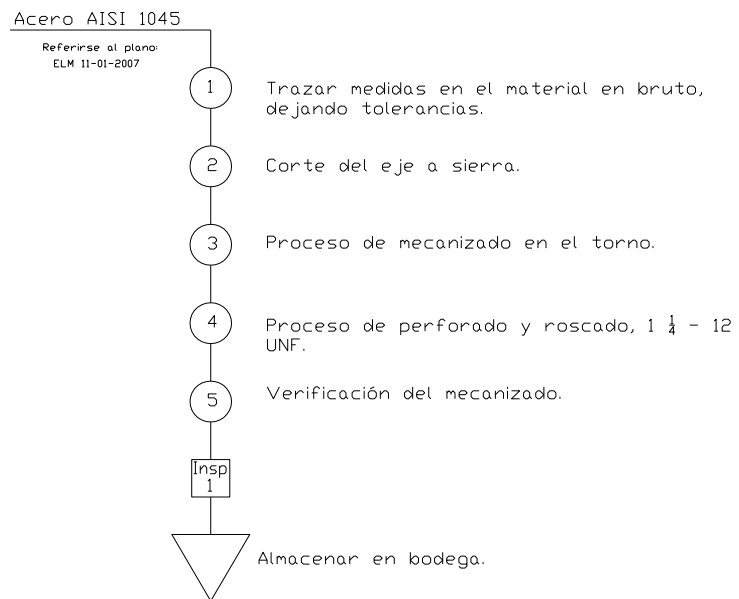 Acero AISI 1045
Referirse al plano:
ELM 11-01-2007
1
Trazar medidas en el material en bruto,
dejando tolerancias.
2
Corte del eje a sierra.
3
Proceso de mecanizado en el torno.
4
Proceso de perforado y roscado, 1 1/4 - 12
UNF.
5
Verificación del mecanizado.
Insp
1
Almacenar en bodega.